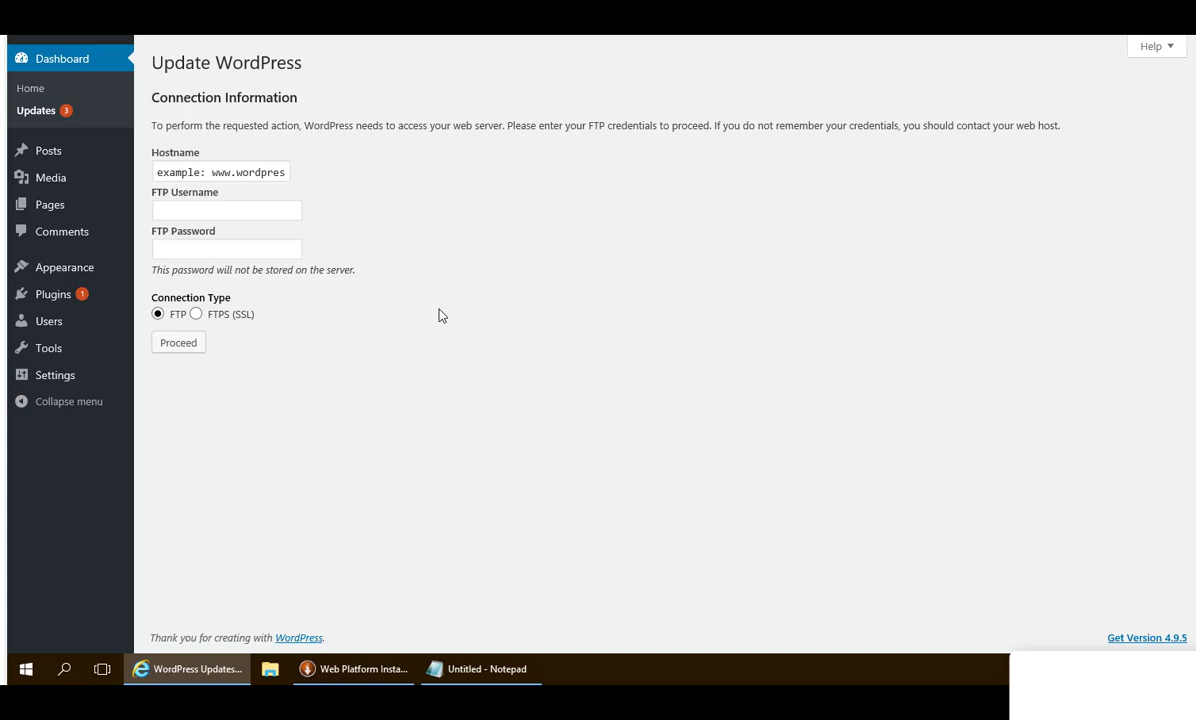 Dashboard
Home
Updates 3
Posts
Media
Pages
Comments
Appearance
Plugins 1
Users
Tools
Settings
Collapse menu
Help
Update WordPress
Connection Information
To perform the requested action, WordPress needs to access your web server. Please enter your FTP credentials to proceed. If you do not remember your credentials, you should contact your web host.
Hostname
example: www.wordpres
FTP Username
FTP Password
This password will not be stored on the server.
Connection Type
FTP FTPS (SSL)
Proceed
Thank you for creating with WordPress.
Get Version 4.9.5
WordPress Updates... Web Platform Insta... Untitled - Notepad